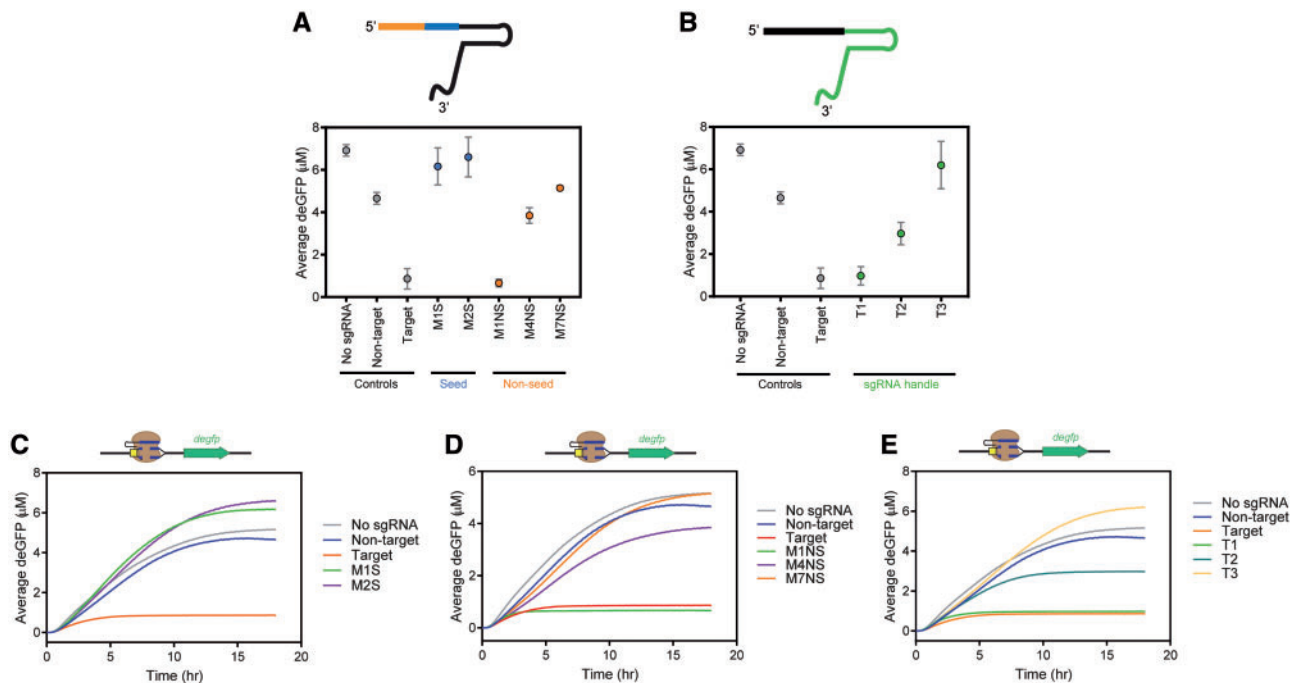 A
5'
3'
Average deGFP (µM)
8
6
4
2
0
No sgRNA
Non-target
Target
M1S
M2S
M1NS
M4NS
M7NS
Controls
Seed
Non-seed
B
5'
3'
Average deGFP (µM)
8
6
4
2
0
No sgRNA
Non-target
Target
T1
T2
T3
Controls
sgRNA handle
C
degfp
Average deGFP (µM)
8
6
4
2
0
0 5 10 15 20
Time (hr)
No sgRNA
Non-target
Target
M1S
M2S
D
degfp
Average deGFP (µM)
6
4
2
0
0 5 10 15 20
Time (hr)
No sgRNA
Non-target
Target
M1NS
M4NS
M7NS
E
degfp
Average deGFP (µM)
8
6
4
2
0
0 5 10 15 20
Time (hr)
No sgRNA
Non-target
Target
T1
T2
T3